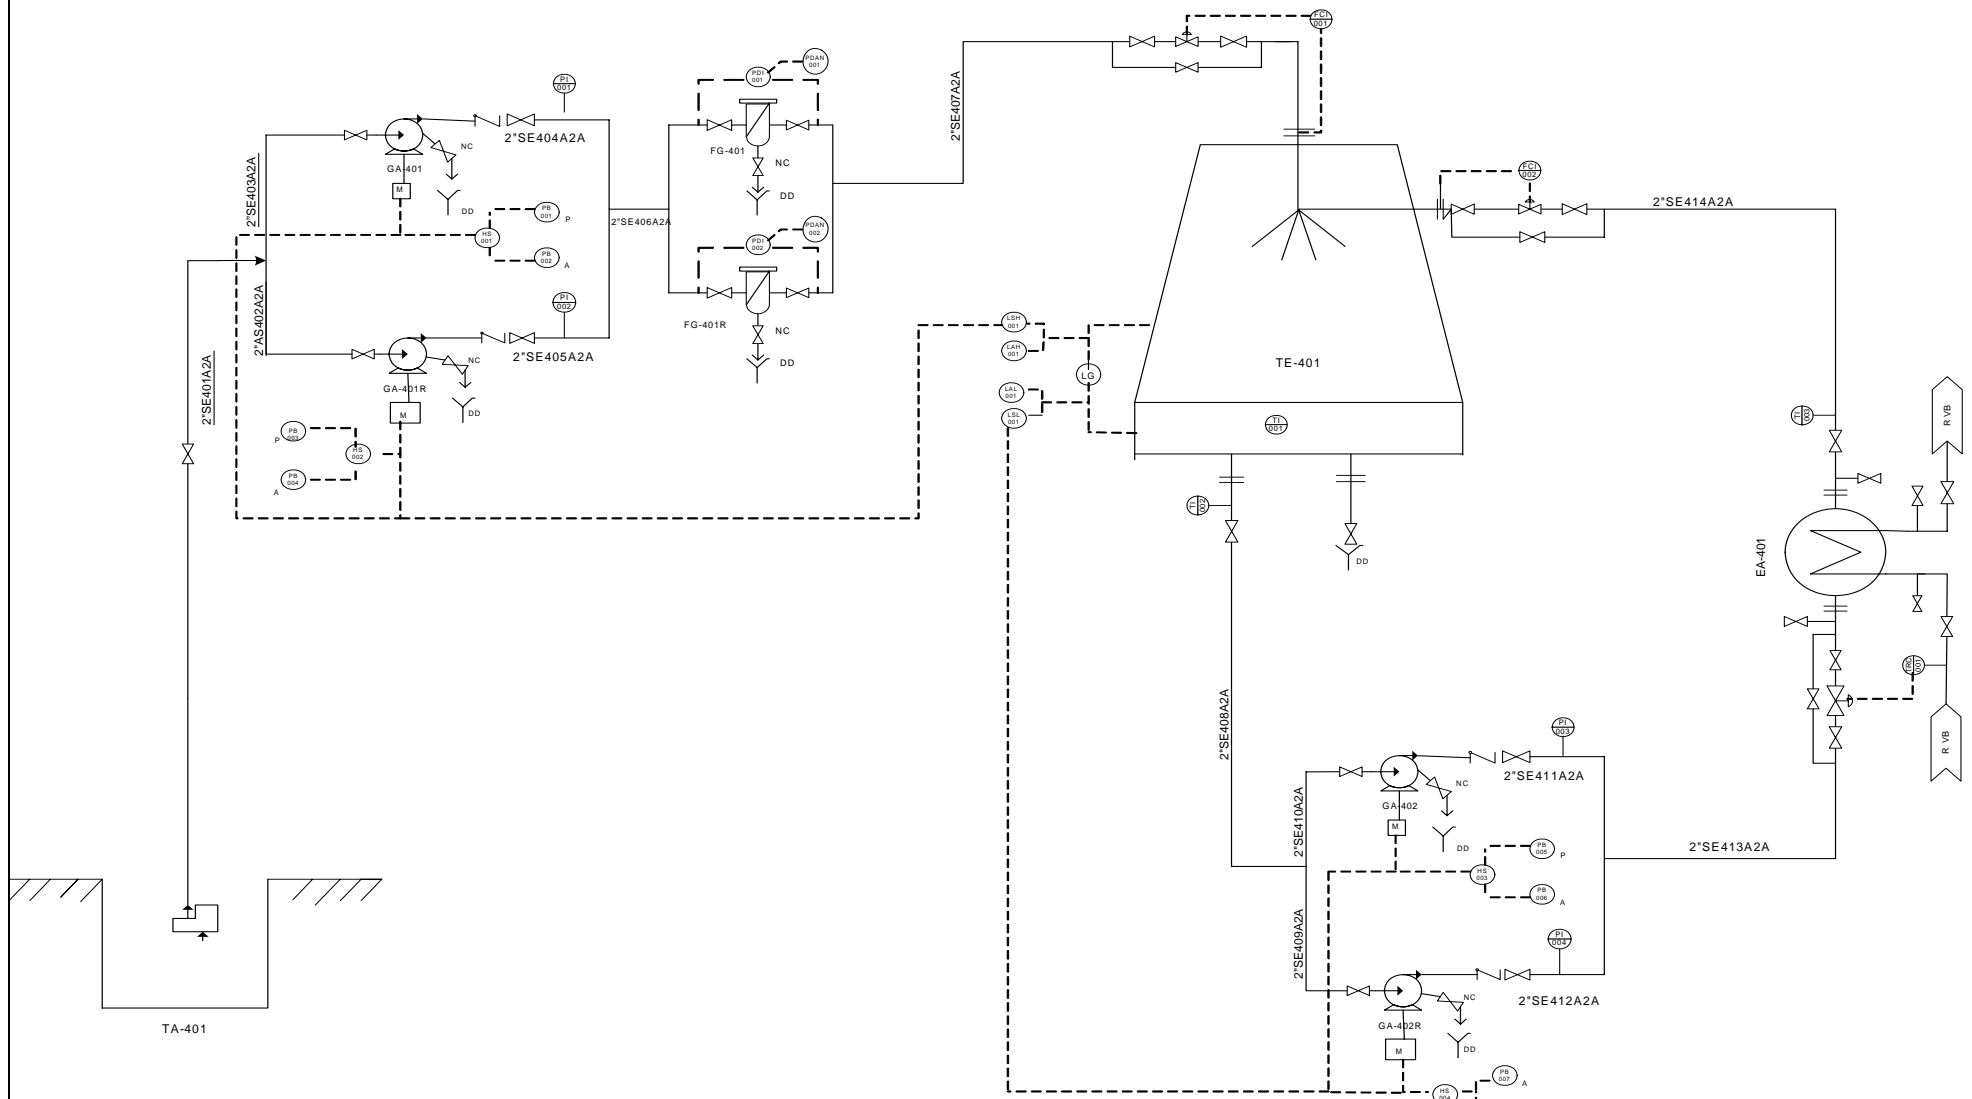 FCI
001
PI
001
PDI
001
PDAN
001
2"SE407A2A
2"SE404A2A
NC
GA-401
M
DD
FG-401
NC
DD
2"SE403A2A
PB
001
P
HS
001
PB
002
A
2"SE406A2A
PDI
002
PDAN
002
FCI
002
2"SE414A2A
2"AS402A2A
PI
002
2"SE405A2A
NC
GA-401R
M
DD
FG-401R
NC
DD
2"SE401A2A
PB
003
P
HS
002
PB
004
A
LSH
001
LAH
001
LG
LAL
001
LSL
001
TE-401
TI
001
TI
002
DD
TI
003
R VB
EA-401
TRC
001
R VB
2"SE408A2A
PI
003
2"SE411A2A
NC
GA-402
M
DD
2"SE410A2A
PB
005
P
HS
003
PB
006
A
2"SE413A2A
2"SE409A2A
PI
004
2"SE412A2A
NC
GA-402R
M
DD
PB
007
A
HS
004
TA-401